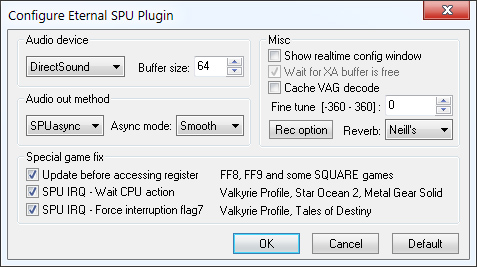 Configure Eternal SPU Plugin
Audio device
DirectSound
Buffer size: 64
Audio out method
SPUasync
Async mode: Smooth
Misc
Show realtime config window
Wait for XA buffer is free
Cache VAG decode
Fine tune [-360 - 360] : 0
Rec option
Reverb: Neill's
Special game fix
Update before accessing register FF8, FF9 and some SQUARE games
SPU IRQ - Wait CPU action Valkyrie Profile, Star Ocean 2, Metal Gear Solid
SPU IRQ - Force interruption flag7 Valkyrie Profile, Tales of Destiny
OK
Cancel
Default